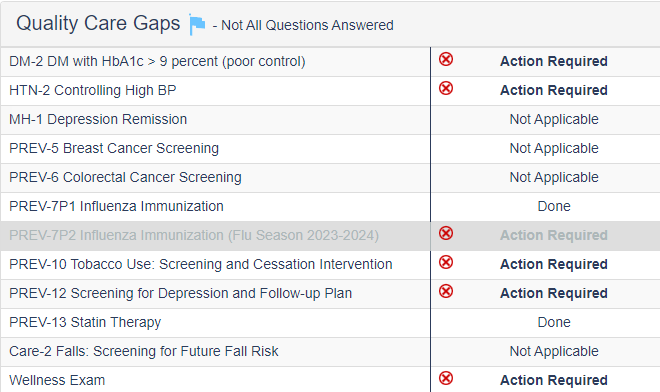 Quality Care Gaps - Not All Questions Answered
DM-2 DM with HbA1c > 9 percent (poor control) Action Required
HTN-2 Controlling High BP Action Required
MH-1 Depression Remission Not Applicable
PREV-5 Breast Cancer Screening Not Applicable
PREV-6 Colorectal Cancer Screening Not Applicable
PREV-7P1 Influenza Immunization Done
PREV-7P2 Influenza Immunization (Flu Season 2023-2024) Action Required
PREV-10 Tobacco Use: Screening and Cessation Intervention Action Required
PREV-12 Screening for Depression and Follow-up Plan Action Required
PREV-13 Statin Therapy Done
Care-2 Falls: Screening for Future Fall Risk Not Applicable
Wellness Exam Action Required